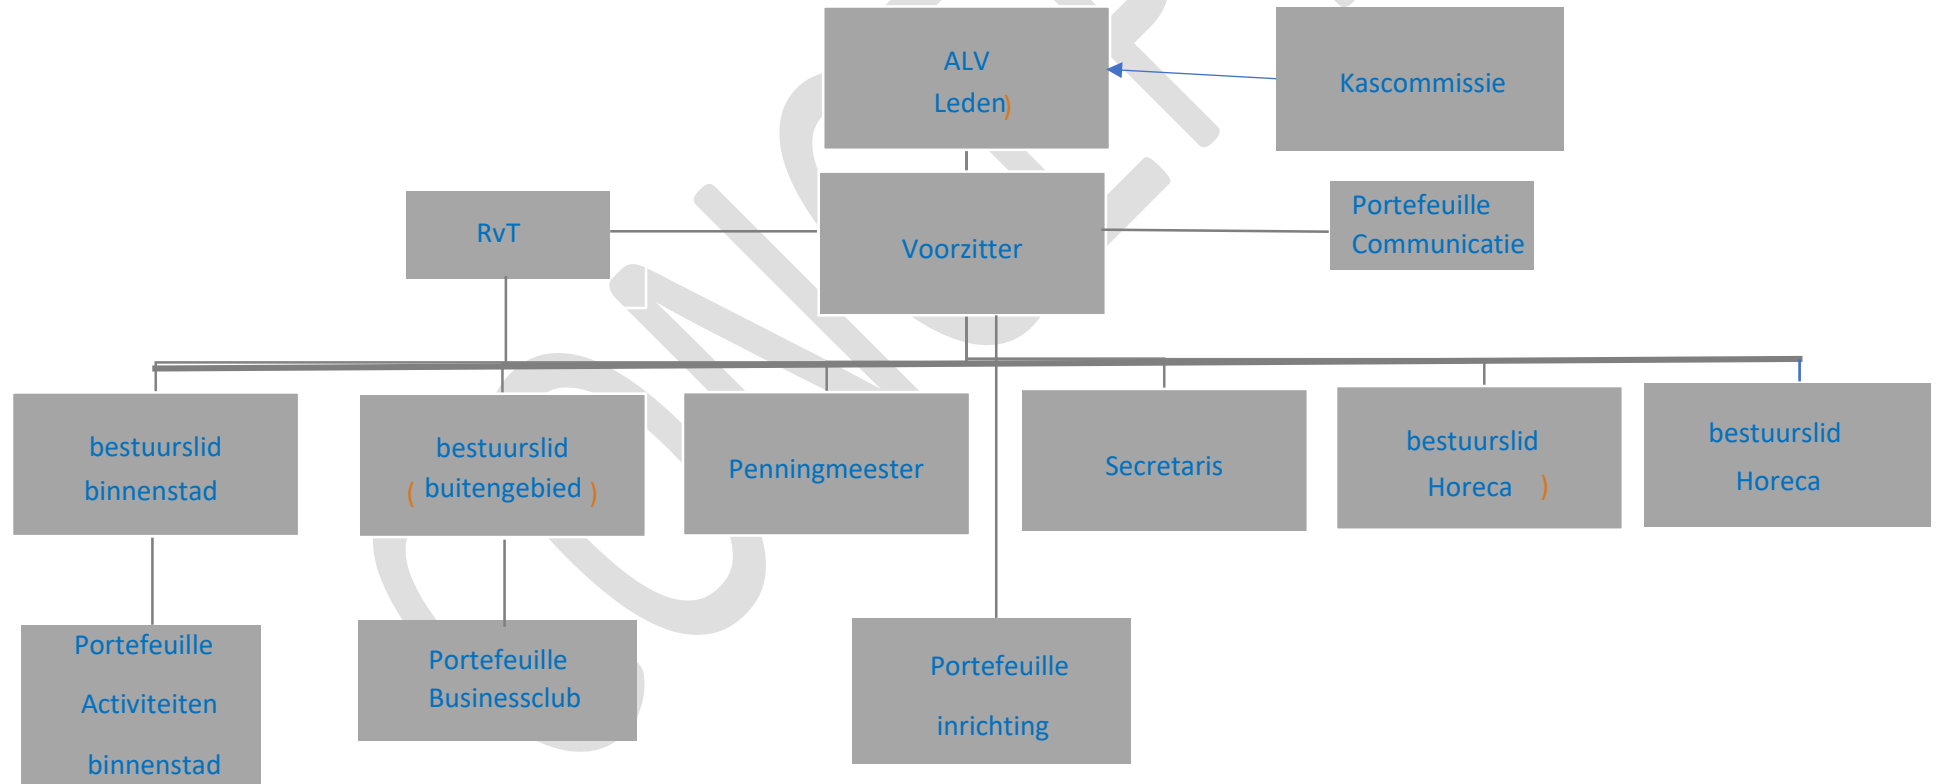 ALV
Leden)
Kascommissie
RvT
Voorzitter
Portefeuille
Communicatie
bestuurslid
binnenstad
bestuurslid
( buitengebied )
Penningmeester
Secretaris
bestuurslid
Horeca )
bestuurslid
Horeca
Portefeuille
Activiteiten
binnenstad
Portefeuille
Businessclub
Portefeuille
inrichting